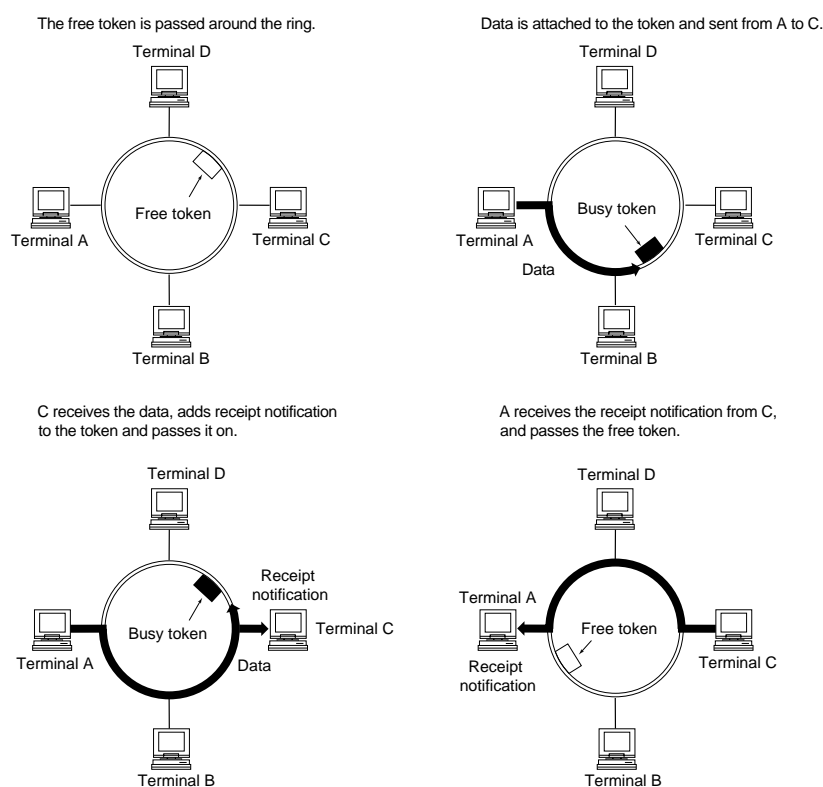 The free token is passed around the ring.
Terminal D
Free token
Terminal A
Terminal C
Terminal B
Data is attached to the token and sent from A to C.
Terminal D
Busy token
Terminal A
Terminal C
Data
Terminal B
C receives the data, adds receipt notification
to the token and passes it on.
Terminal D
Receipt
notification
Busy token
Terminal C
Terminal A
Data
Terminal B
A receives the receipt notification from C,
and passes the free token.
Terminal D
Terminal A
Free token
Receipt
notification
Terminal C
Terminal B